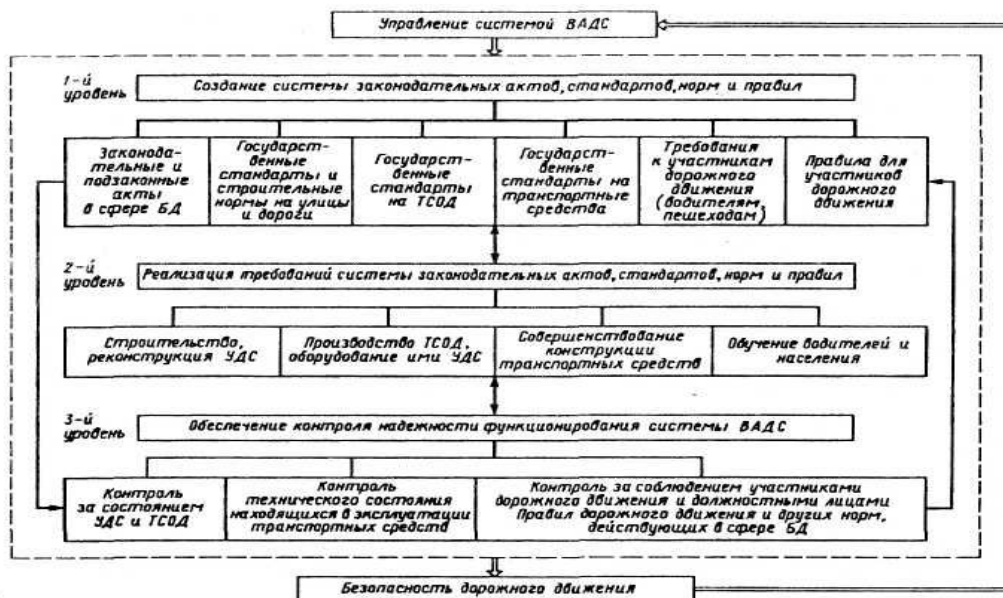 Управление системой ВАДС
1-й
уровень
Создание системы законодательных актов, стандартов, норм и правил
Законода-
тельные и
подзаконные
акты
в сфере БД
Государст-
венные
стандарты и
строительные
нормы на улицы
и дороги
Государст-
венные
стандарты
на ТСОД
Государст-
венные
стандарты на
транспортные
средства
Требования
к участникам
дорожного
движения
(водителям,
пешеходам)
Правила для
участников
дорожного
движения
2-й
уровень
Реализация требований системы законодательных актов, стандартов, норм и правил
Строительство,
реконструкция УДС
Производство ТСОД,
оборудование ими УДС
Совершенствование
конструкции
транспортных средств
Обучение водителей и
населения
3-й
уровень
Обеспечение контроля надежности функционирования системы ВАДС
Контроль
за состоянием
УДС и ТСОД
Контроль
технического состояния
находящихся в эксплуатации
транспортных средств
Контроль за соблюдением участниками
дорожного движения и должностными лицами
Правил дорожного движения и других норм,
действующих в сфере БД
Безопасность дорожного движения